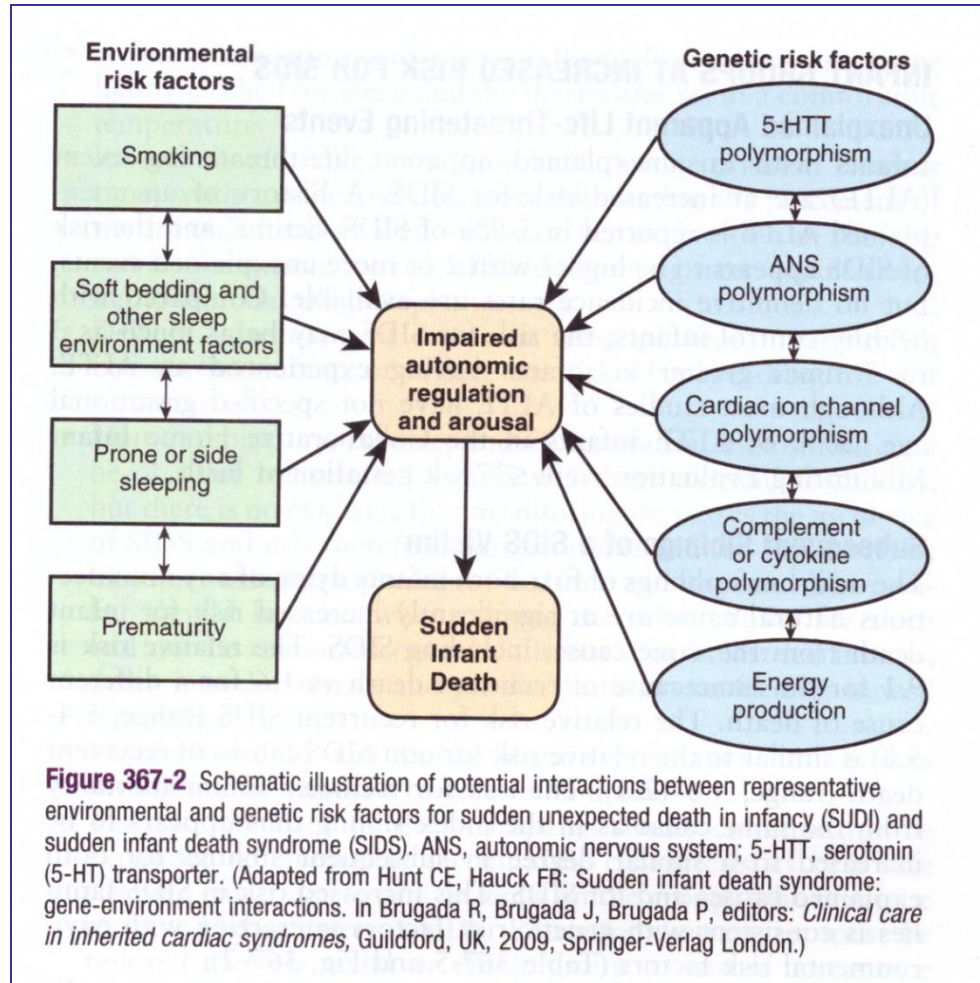 Environmental
risk factors
Genetic risk factors
Smoking
Soft bedding and
other sleep
environment factors
Prone or side
sleeping
Prematurity
Impaired
autonomic
regulation
and arousal
Sudden
Infant
Death
5-HTT
polymorphism
ANS
polymorphism
Cardiac ion channel
polymorphism
Complement
or cytokine
polymorphism
Energy
production
Figure 367-2 Schematic illustration of potential interactions between representative
environmental and genetic risk factors for sudden unexpected death in infancy (SUDI) and
sudden infant death syndrome (SIDS). ANS, autonomic nervous system; 5-HTT, serotonin
(5-HT) transporter. (Adapted from Hunt CE, Hauck FR: Sudden infant death syndrome:
gene-environment interactions. In Brugada R, Brugada J, Brugada P, editors: Clinical care
in inherited cardiac syndromes, Guildford, UK, 2009, Springer-Verlag London.)